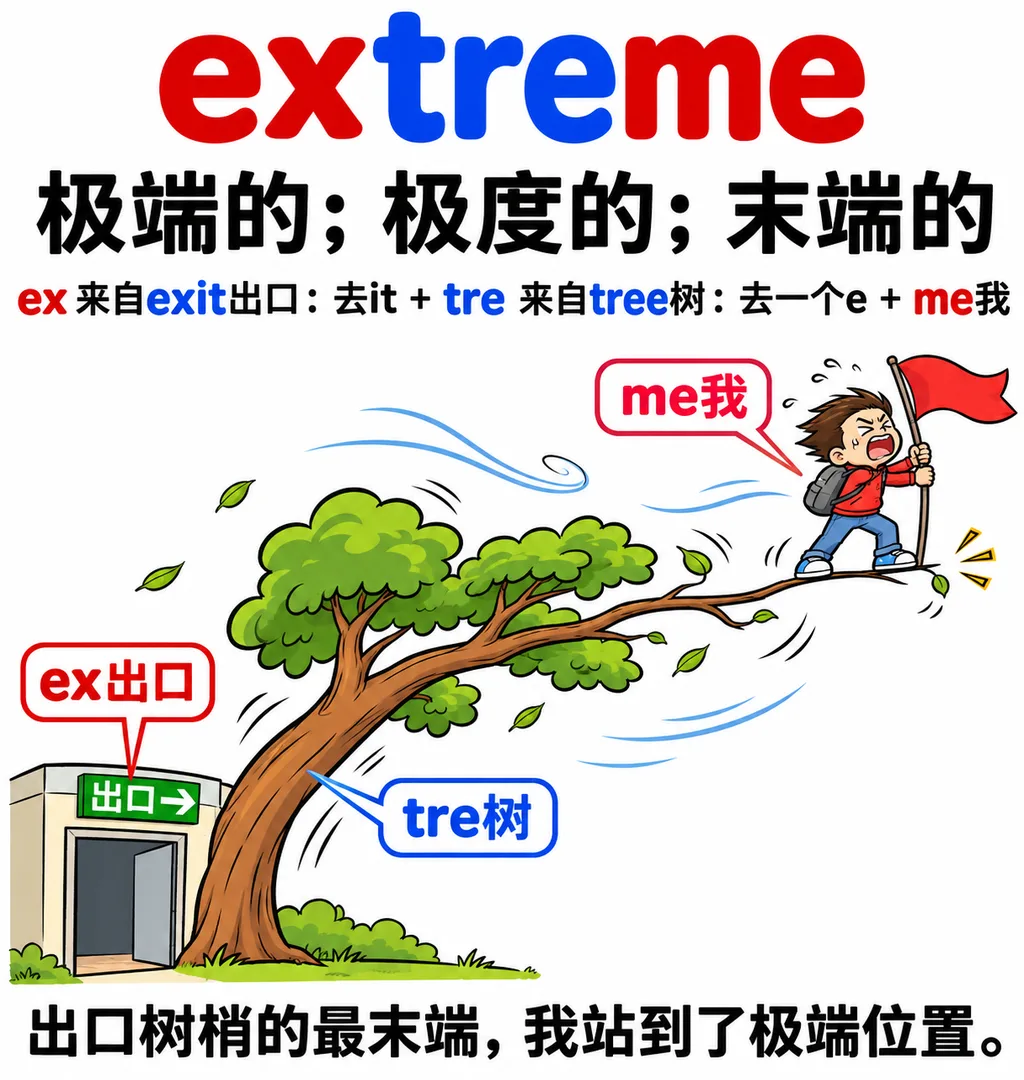 extreme
极端的；极度的；末端的
ex 来自exit出口：去it + tre 来自tree树：去一个e + me我
me我
ex出口
出口→
tre树
出口树梢的最末端，我站到了极端位置。